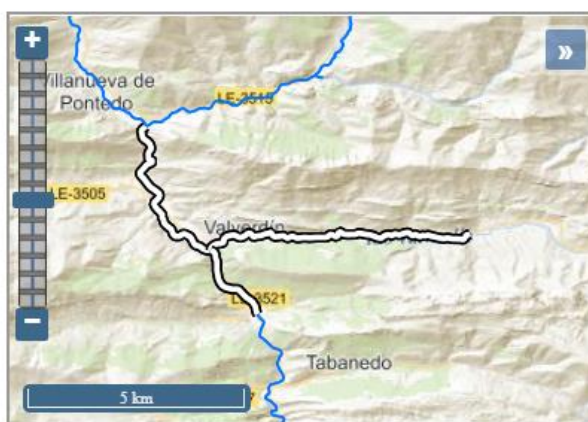 +
»
Villanueva de
Pontedo
LE-3515
LE-3505
Valverdín
LE-3521
Tabanedo
5 km